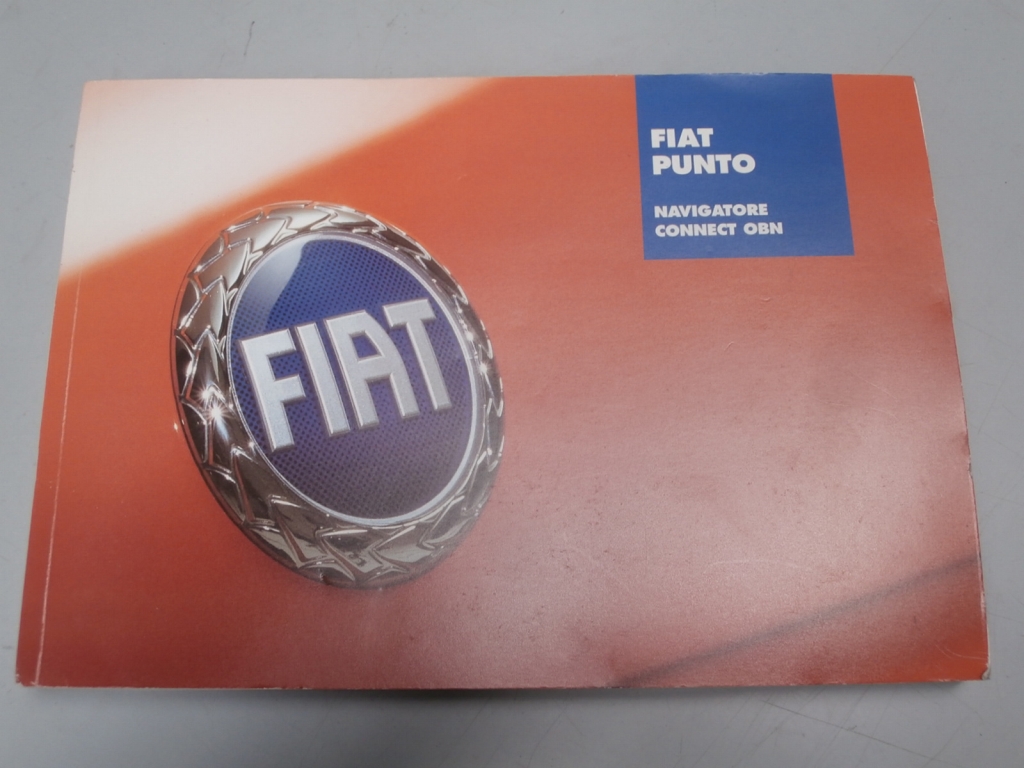 FIAT
PUNTO
NAVIGATORE
CONNECT OBN
FIAT